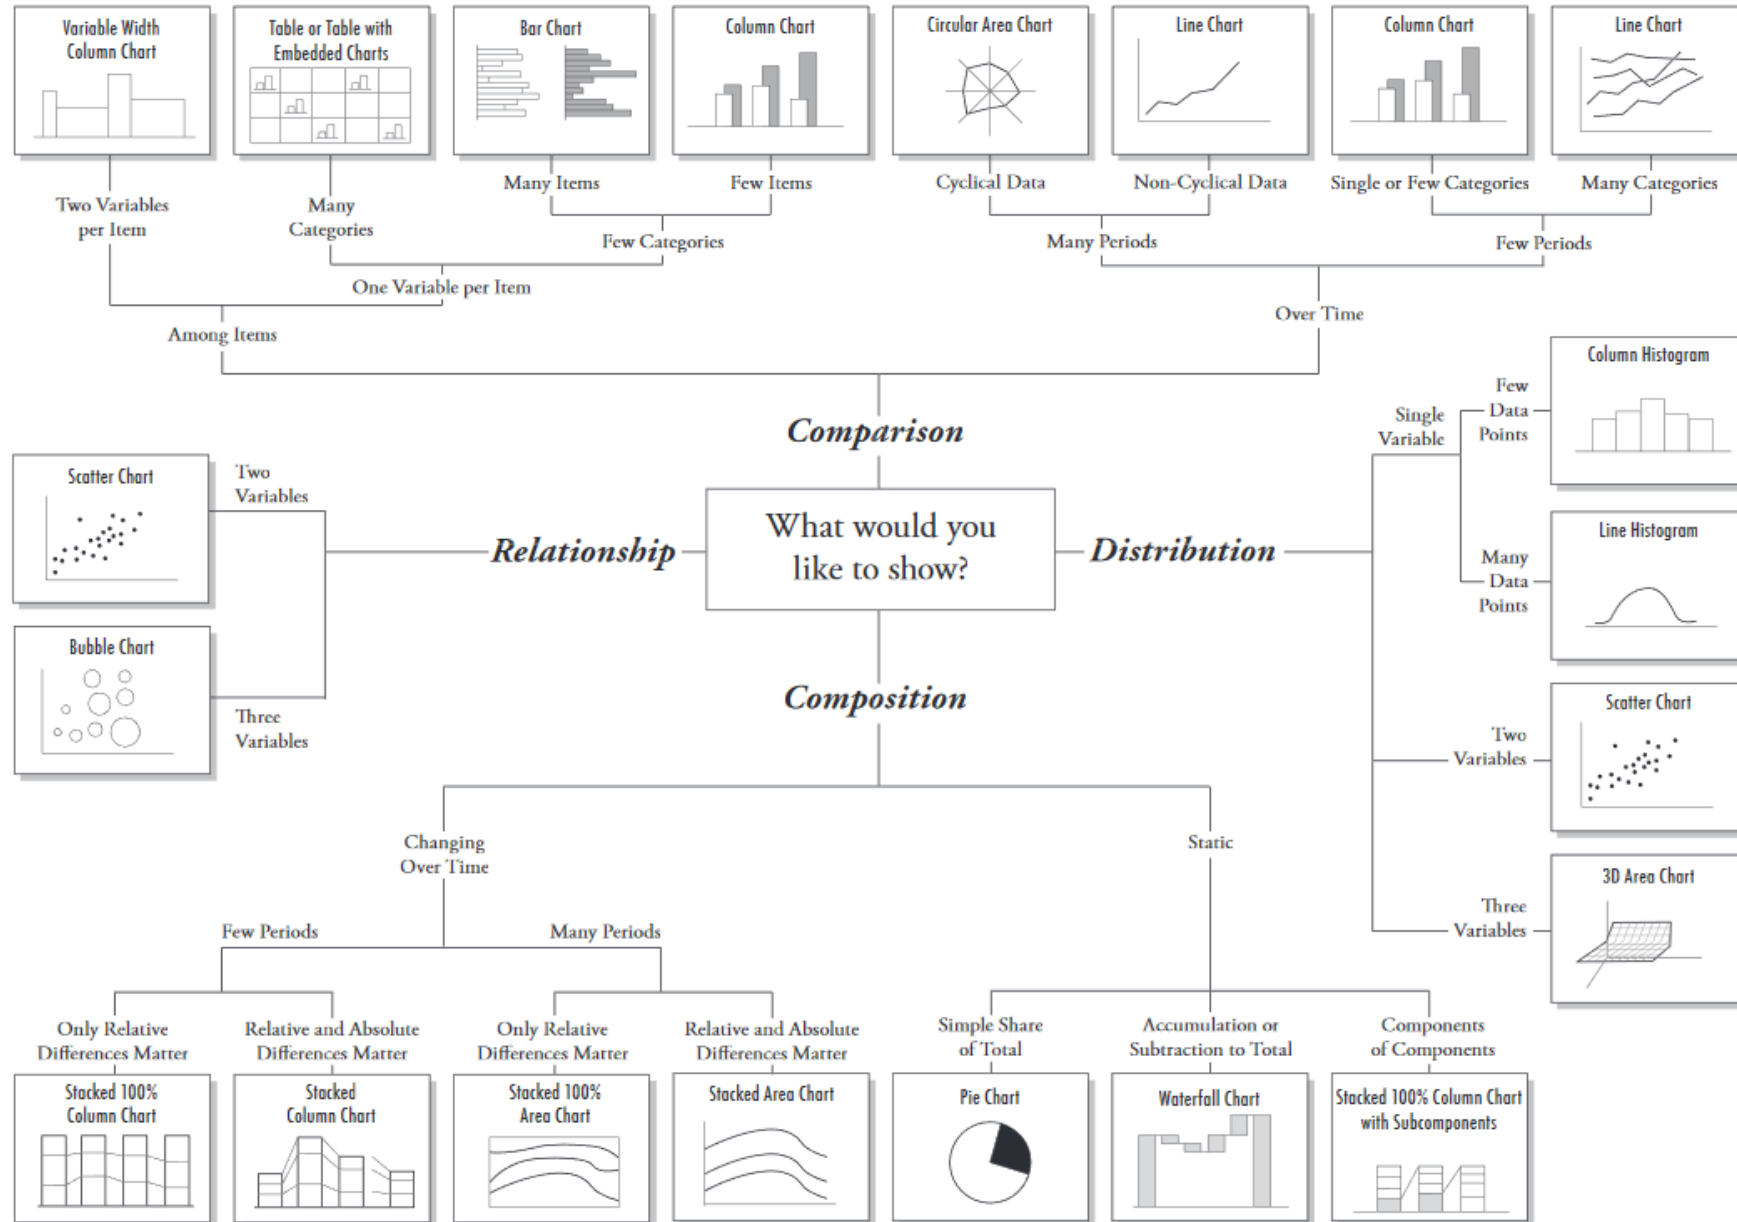 Variable Width
Column Chart
Table or Table with
Embedded Charts
Bar Chart
Column Chart
Circular Area Chart
Line Chart
Column Chart
Line Chart
Two Variables
per Item
Many
Categories
Many Items
Few Items
Cyclical Data
Non-Cyclical Data
Single or Few Categories
Many Categories
Few Categories
Many Periods
Few Periods
One Variable per Item
Among Items
Over Time
Comparison
What would you
like to show?
Relationship
Two
Variables
Scatter Chart
Three
Variables
Bubble Chart
Distribution
Single
Variable
Few
Data
Points
Column Histogram
Many
Data
Points
Line Histogram
Two
Variables
Scatter Chart
Three
Variables
3D Area Chart
Composition
Changing
Over Time
Static
Few Periods
Many Periods
Only Relative
Differences Matter
Relative and Absolute
Differences Matter
Only Relative
Differences Matter
Relative and Absolute
Differences Matter
Simple Share
of Total
Accumulation or
Subtraction to Total
Components
of Components
Stacked 100%
Column Chart
Stacked
Column Chart
Stacked 100%
Area Chart
Stacked Area Chart
Pie Chart
Waterfall Chart
Stacked 100% Column Chart
with Subcomponents